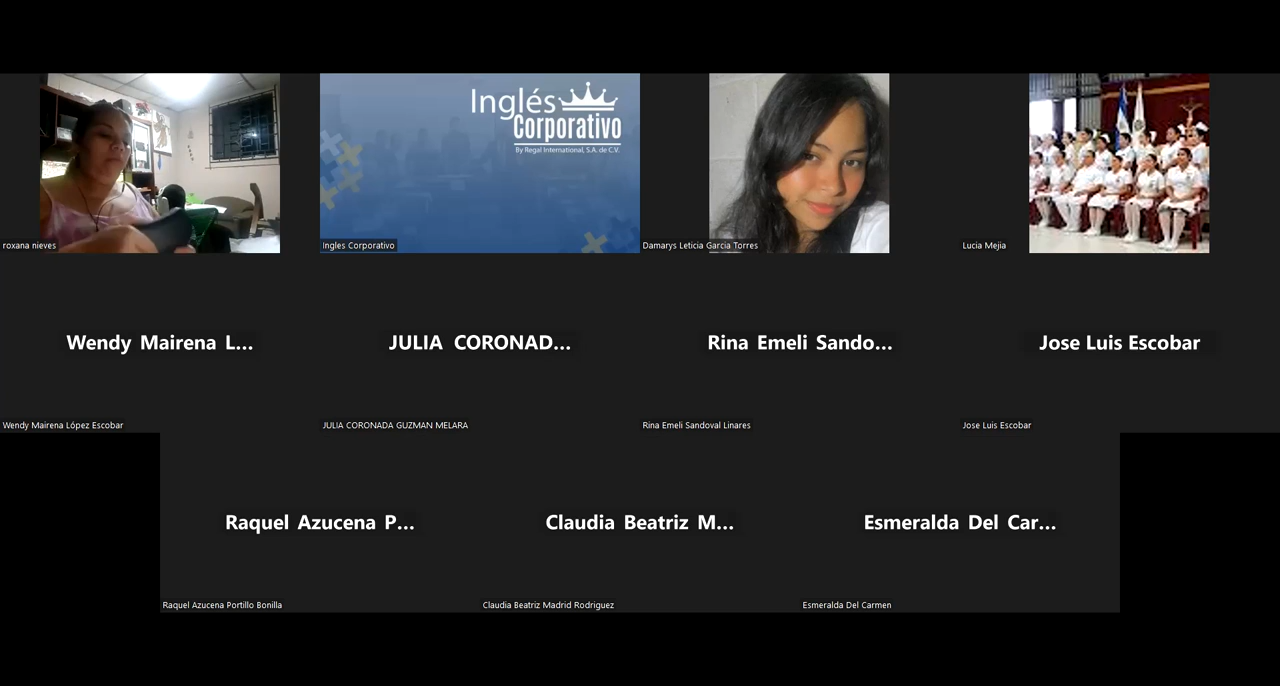 Inglés
Corporativo
By Regal International, S.A. de C.V.
roxana nieves
Ingles Corporativo
Damarys Leticia Garcia Torres
Lucia Mejia
Wendy Mairena L...
JULIA CORONAD...
Rina Emeli Sando...
Jose Luis Escobar
Wendy Mairena López Escobar
JULIA CORONADA GUZMAN MELARA
Rina Emeli Sandoval Linares
Jose Luis Escobar
Raquel Azucena P...
Claudia Beatriz M...
Esmeralda Del Car...
Raquel Azucena Portillo Bonilla
Claudia Beatriz Madrid Rodriguez
Esmeralda Del Carmen